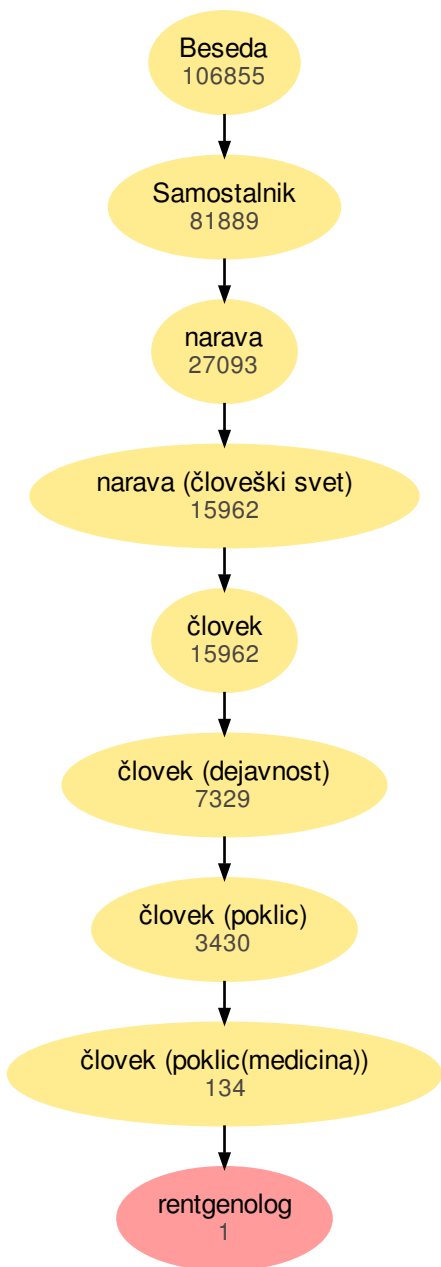 Beseda
106855
Samostalnik
81889
narava
27093
narava (človeški svet)
15962
človek
15962
človek (dejavnost)
7329
človek (poklic)
3430
človek (poklic(medicina))
134
rentgenolog
1